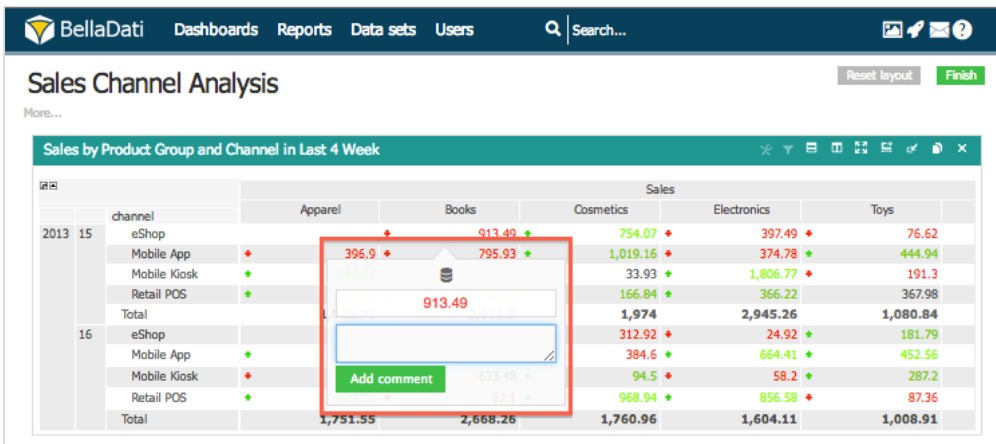 BellaDati Dashboards Reports Data sets Users Search... ?
Sales Channel Analysis Reset layout Finish
More...
Sales by Product Group and Channel in Last 4 Week
Sales
channel Apparel Books Cosmetics Electronics Toys
2013 15 eShop 913.49 754.07 397.49 76.62
Mobile App 396.9 795.93 1,019.16 374.78 444.94
Mobile Kiosk 33.93 1,806.77 191.3
Retail POS 166.84 366.22 367.98
913.49
Total 1,974 2,945.26 1,080.84
16 eShop 312.92 24.92 181.79
Mobile App 384.6 664.41 452.56
Mobile Kiosk 633.48 94.5 58.2 287.2
Add comment
Retail POS 62.1 968.94 856.58 87.36
Total 1,751.55 2,668.26 1,760.96 1,604.11 1,008.91